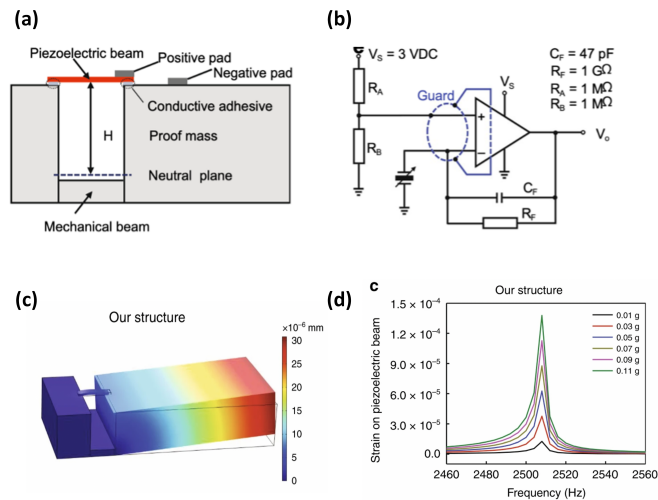 (a)
Piezoelectric beam
Positive pad
Negative pad
Conductive adhesive
H
Proof mass
Neutral plane
Mechanical beam
(b)
V_S = 3 VDC
C_F = 47 pF
R_F = 1 GΩ
R_A = 1 MΩ
R_B = 1 MΩ
R_A
Guard
V_S
+
R_B
−
V_o
C_F
R_F
(c)
Our structure
×10⁻⁶ mm
30
25
20
15
10
5
0
(d)
c
Our structure
1.5 × 10⁻⁴
1.2 × 10⁻⁴
9.0 × 10⁻⁵
6.0 × 10⁻⁵
3.0 × 10⁻⁵
0.0
Strain on piezoelectric beam
0.01 g
0.03 g
0.05 g
0.07 g
0.09 g
0.11 g
2460 2480 2500 2520 2540 2560
Frequency (Hz)